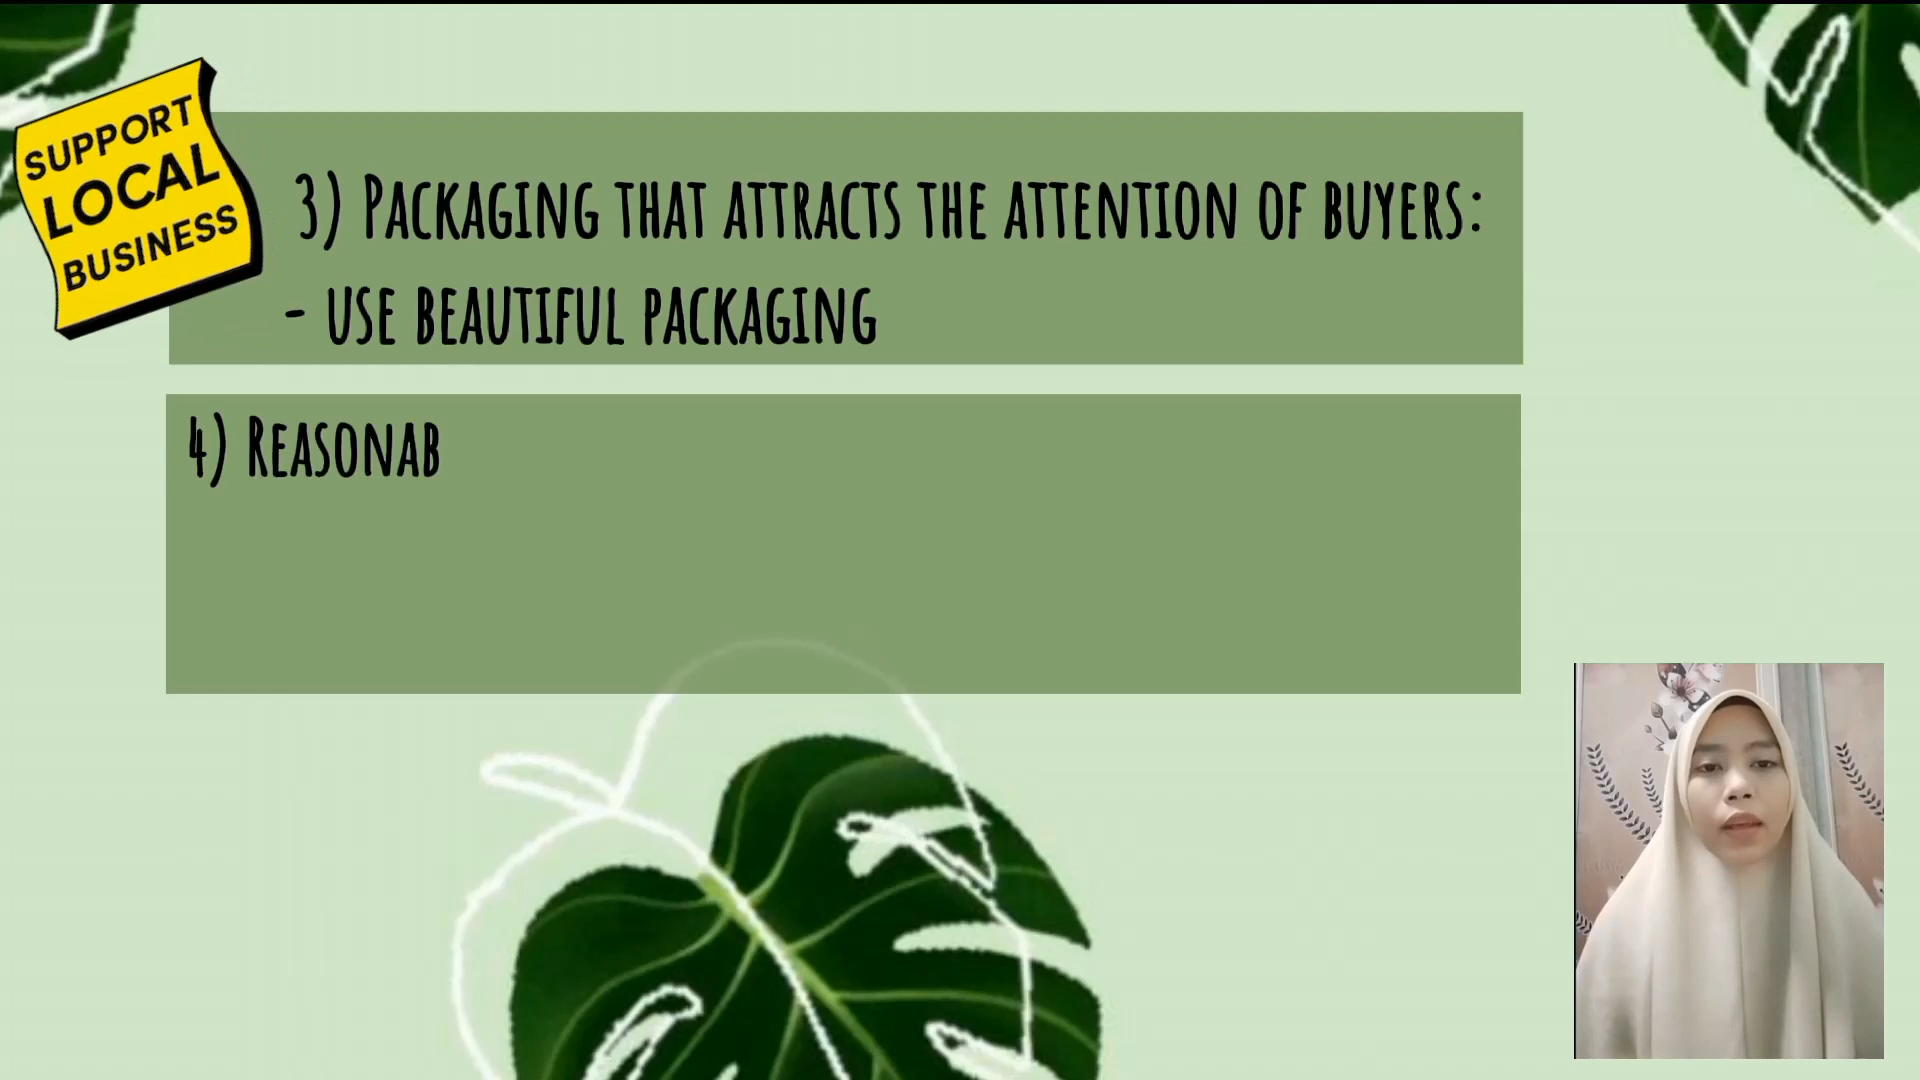 SUPPORT
LOCAL
BUSINESS
3) Packaging that attracts the attention of buyers:
- use beautiful packaging
4) Reasonab